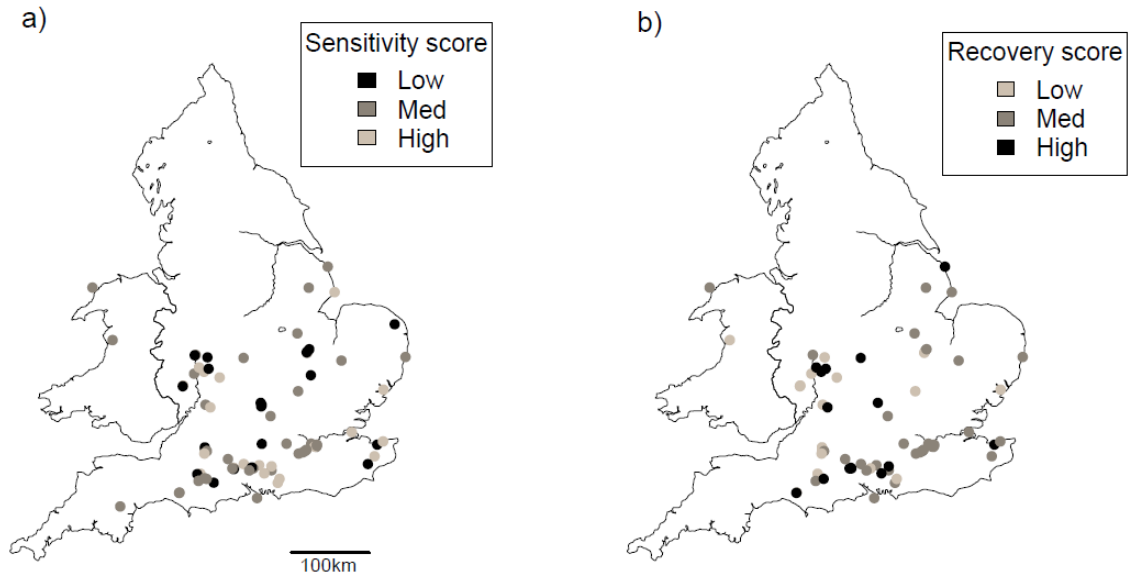 a)
Sensitivity score
Low
Med
High
100km
b)
Recovery score
Low
Med
High